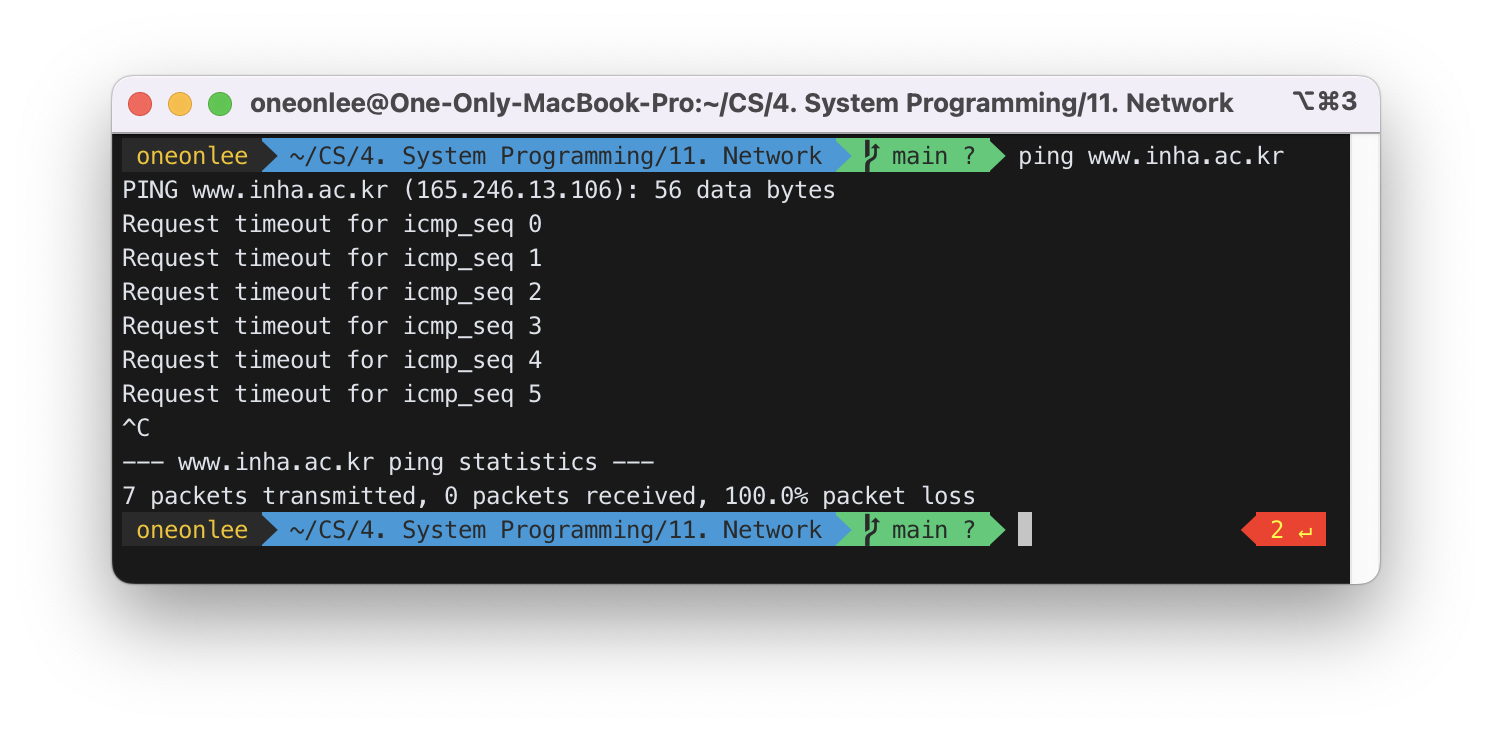 oneonlee@One-Only-MacBook-Pro:~/CS/4. System Programming/11. Network ⌥⌘3
oneonlee ~/CS/4. System Programming/11. Network main ? ping www.inha.ac.kr
PING www.inha.ac.kr (165.246.13.106): 56 data bytes
Request timeout for icmp_seq 0
Request timeout for icmp_seq 1
Request timeout for icmp_seq 2
Request timeout for icmp_seq 3
Request timeout for icmp_seq 4
Request timeout for icmp_seq 5
^C
--- www.inha.ac.kr ping statistics ---
7 packets transmitted, 0 packets received, 100.0% packet loss
oneonlee ~/CS/4. System Programming/11. Network main ? 2 ↵